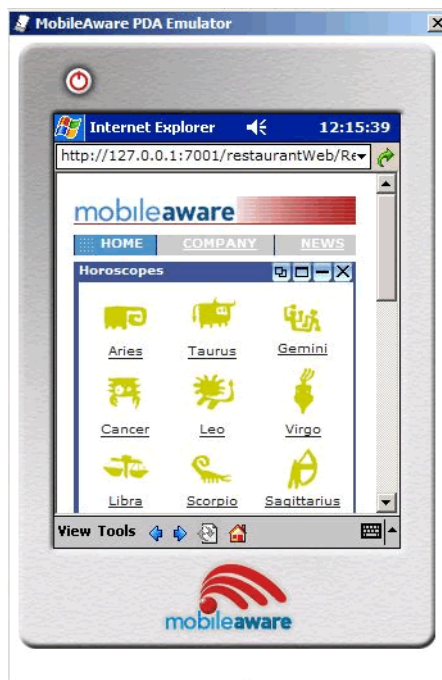 MobileAware PDA Emulator
Internet Explorer 12:15:39
http://127.0.0.1:7001/restaurantWeb/Re
mobileaware
HOME COMPANY NEWS
Horoscopes
Aries Taurus Gemini
Cancer Leo Virgo
Libra Scorpio Sagittarius
View Tools
mobileaware